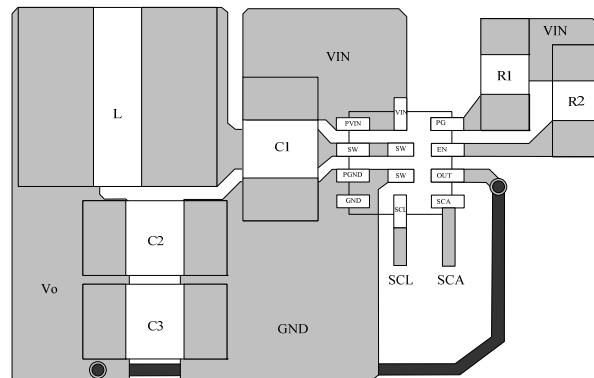 VIN
VIN
R1
R2
L
C1
VIN
PVIN
PG
SW
SW
EN
PGND
SW
OUT
GND
SCL
SCA
C2
SCL
SCA
Vo
C3
GND